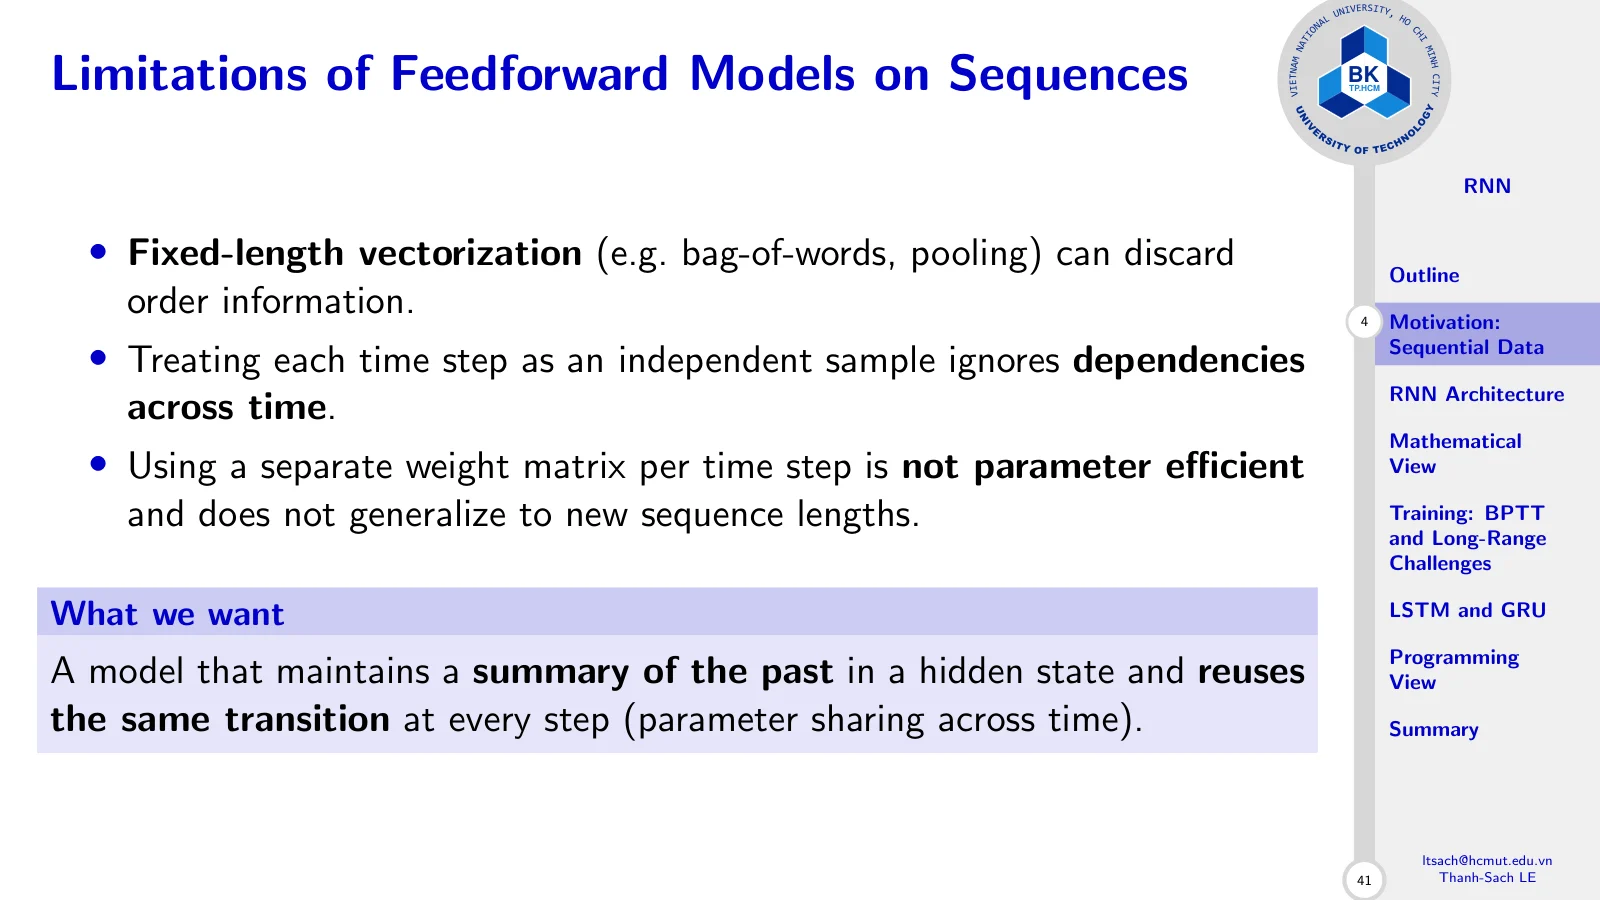 Limitations of Feedforward Models on Sequences
• Fixed-length vectorization (e.g. bag-of-words, pooling) can discard
order information.
• Treating each time step as an independent sample ignores dependencies
across time.
• Using a separate weight matrix per time step is not parameter efficient
and does not generalize to new sequence lengths.
What we want
A model that maintains a summary of the past in a hidden state and reuses
the same transition at every step (parameter sharing across time).
VIETNAM NATIONAL UNIVERSITY, HO CHI MINH CITY
BK
TP.HCM
UNIVERSITY OF TECHNOLOGY
RNN
Outline
4
Motivation:
Sequential Data
RNN Architecture
Mathematical
View
Training: BPTT
and Long-Range
Challenges
LSTM and GRU
Programming
View
Summary
ltsach@hcmut.edu.vn
Thanh-Sach LE
41